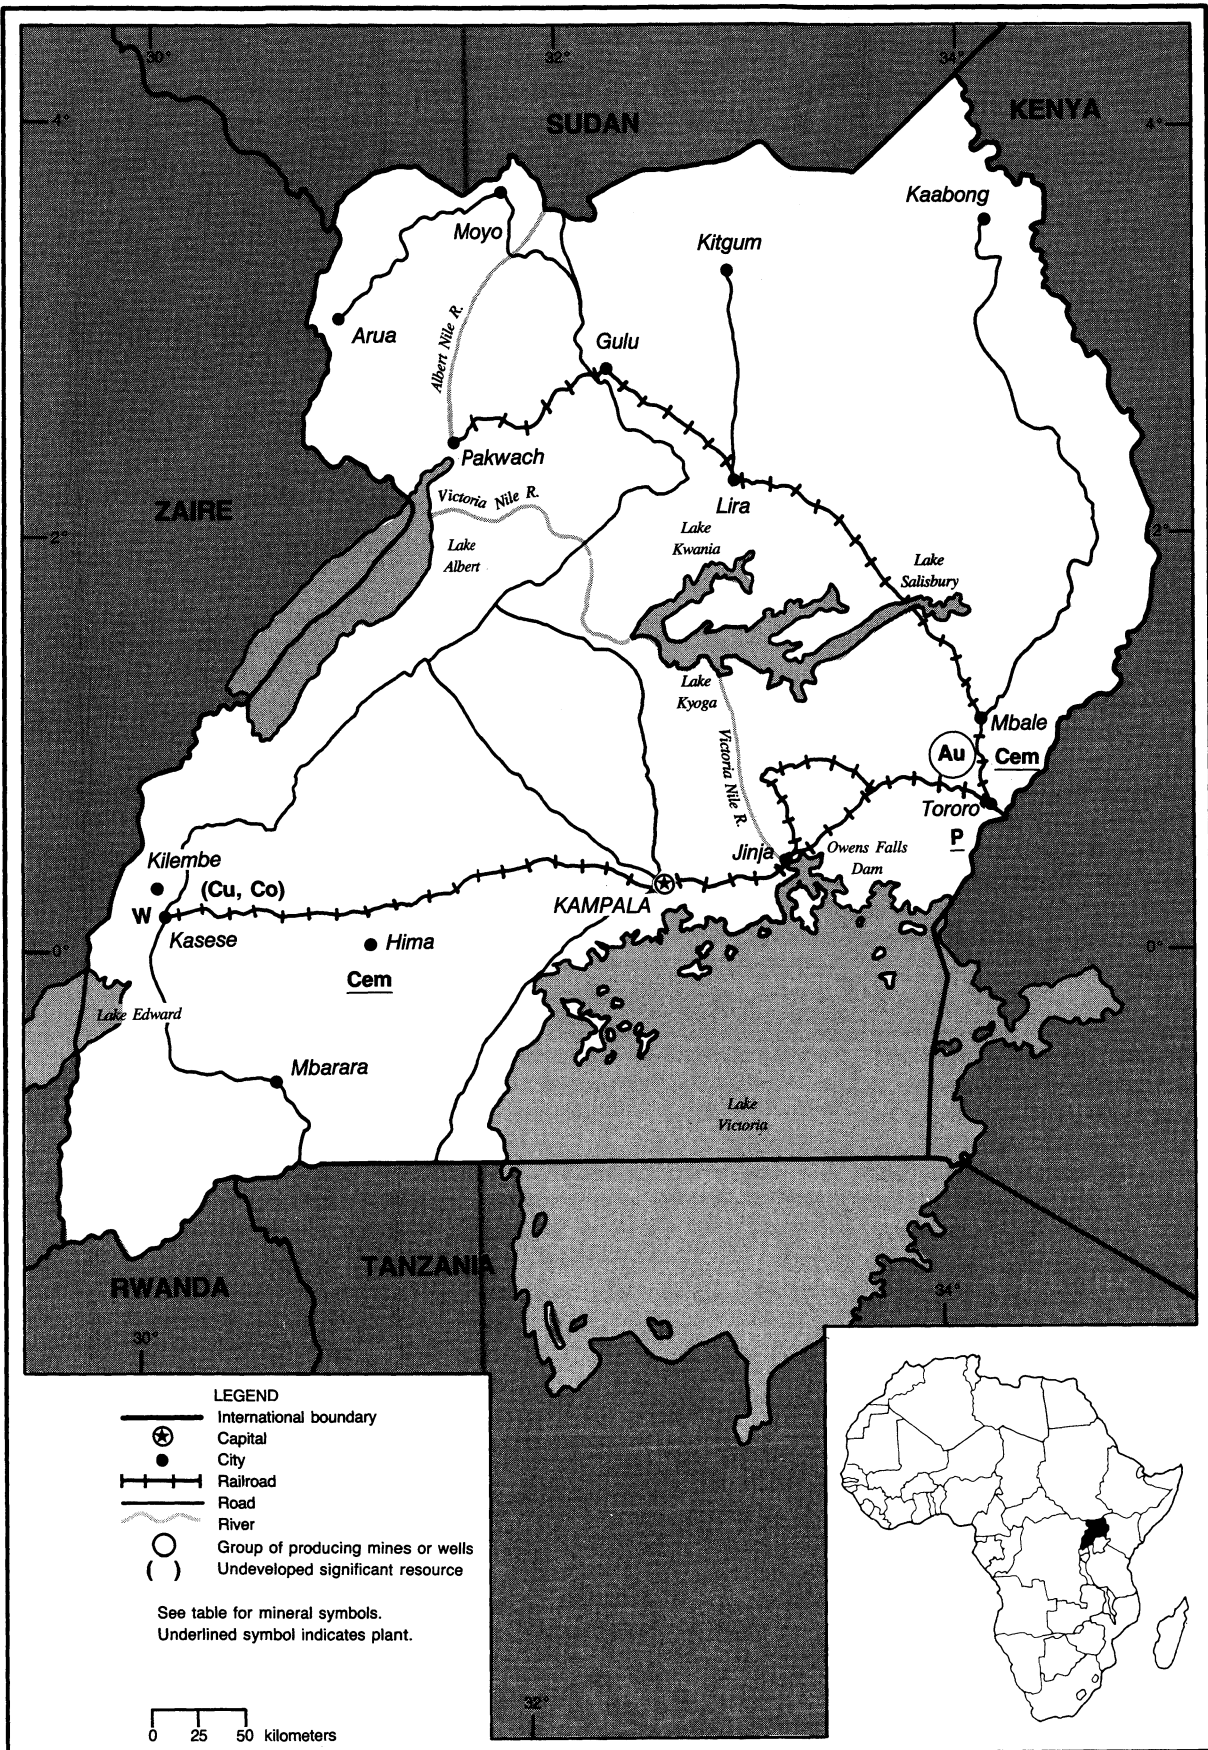 30°
32°
34°
4°
SUDAN
KENYA
4°
Kaabong
Moyo
Kitgum
Arua
Albert Nile R.
Gulu
Pakwach
Victoria Nile R.
ZAIRE
Lira
2°
Lake
Albert
Lake
Kwania
2°
Lake
Salisbury
Lake
Kyoga
Mbale
Victoria Nile R.
Au
Cem
Tororo
P
Kilembe
Jinja
Owens Falls
Dam
(Cu, Co)
W
KAMPALA
Kasese
Hima
0°
0°
Cem
Lake Edward
Mbarara
Lake
Victoria
TANZANIA
RWANDA
34°
30°
LEGEND
International boundary
Capital
City
Railroad
Road
River
Group of producing mines or wells
( ) Undeveloped significant resource
See table for mineral symbols.
Underlined symbol indicates plant.
32°
0 25 50 kilometers